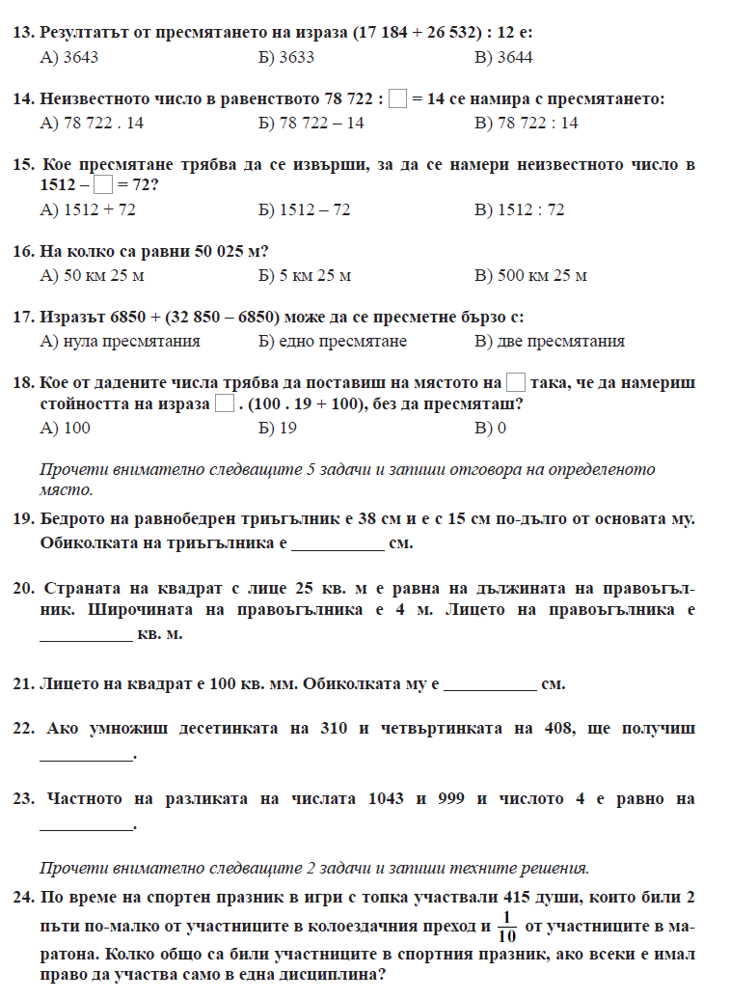 13. Резултатът от пресмятането на израза (17 184 + 26 532) : 12 е:
А) 3643 Б) 3633 В) 3644
14. Неизвестното число в равенството 78 722 : □ = 14 се намира с пресмятането:
А) 78 722 . 14 Б) 78 722 – 14 В) 78 722 : 14
15. Кое пресмятане трябва да се извърши, за да се намери неизвестното число в
1512 – □ = 72?
А) 1512 + 72 Б) 1512 – 72 В) 1512 : 72
16. На колко са равни 50 025 м?
А) 50 км 25 м Б) 5 км 25 м В) 500 км 25 м
17. Изразът 6850 + (32 850 – 6850) може да се пресметне бързо с:
А) нула пресмятания Б) едно пресмятане В) две пресмятания
18. Кое от дадените числа трябва да поставиш на мястото на □ така, че да намериш
стойността на израза □ . (100 . 19 + 100), без да пресмяташ?
А) 100 Б) 19 В) 0
Прочети внимателно следващите 5 задачи и запиши отговора на определеното
място.
19. Бедрото на равнобедрен триъгълник е 38 см и е с 15 см по-дълго от основата му.
Обиколката на триъгълника е ___________ см.
20. Страната на квадрат с лице 25 кв. м е равна на дължината на правоъгъл-
ник. Широчината на правоъгълника е 4 м. Лицето на правоъгълника е
___________ кв. м.
21. Лицето на квадрат е 100 кв. мм. Обиколката му е ___________ см.
22. Ако умножиш десетинката на 310 и четвъртинката на 408, ще получиш
___________.
23. Частното на разликата на числата 1043 и 999 и числото 4 е равно на
___________.
Прочети внимателно следващите 2 задачи и запиши техните решения.
24. По време на спортен празник в игри с топка участвали 415 души, които били 2
пъти по-малко от участниците в колоездачния преход и 1/10 от участниците в ма-
ратона. Колко общо са били участниците в спортния празник, ако всеки е имал
право да участва само в една дисциплина?